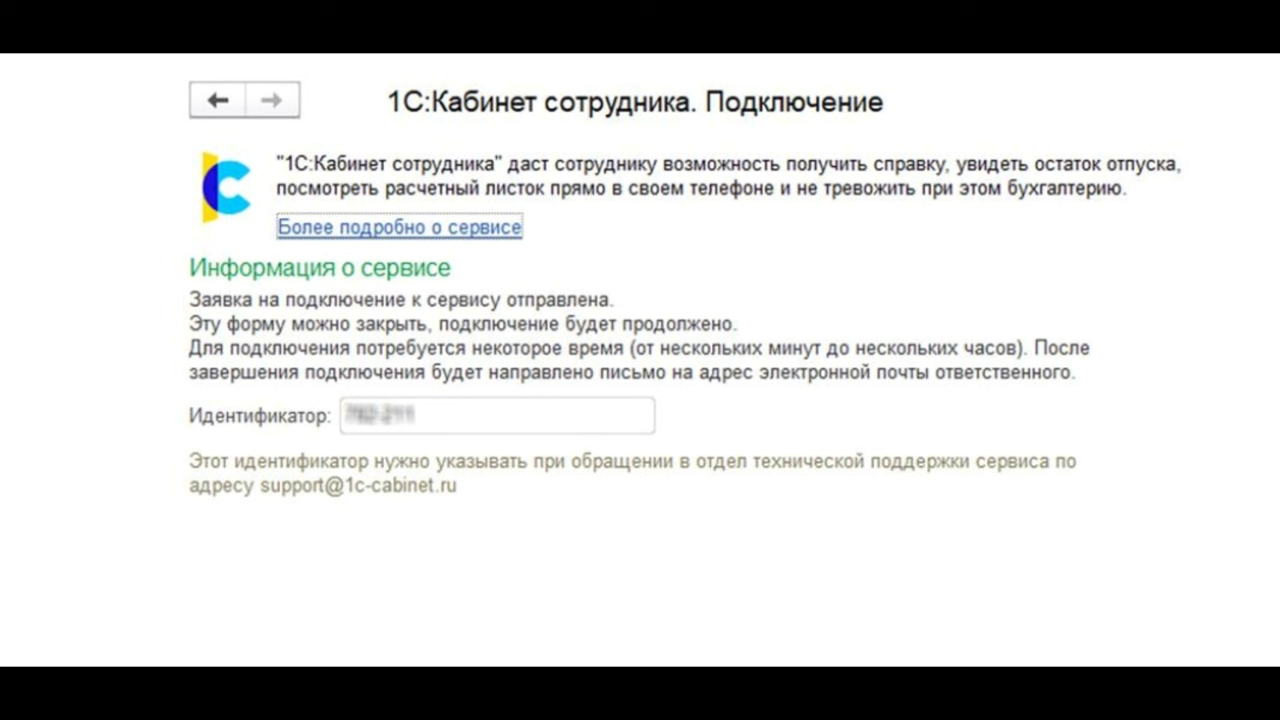 1С:Кабинет сотрудника. Подключение
"1С:Кабинет сотрудника" даст сотруднику возможность получить справку, увидеть остаток отпуска,
посмотреть расчетный листок прямо в своем телефоне и не тревожить при этом бухгалтерию.
Более подробно о сервисе
Информация о сервисе
Заявка на подключение к сервису отправлена.
Эту форму можно закрыть, подключение будет продолжено.
Для подключения потребуется некоторое время (от нескольких минут до нескольких часов). После
завершения подключения будет направлено письмо на адрес электронной почты ответственного.
Идентификатор:
Этот идентификатор нужно указывать при обращении в отдел технической поддержки сервиса по
адресу support@1c-cabinet.ru